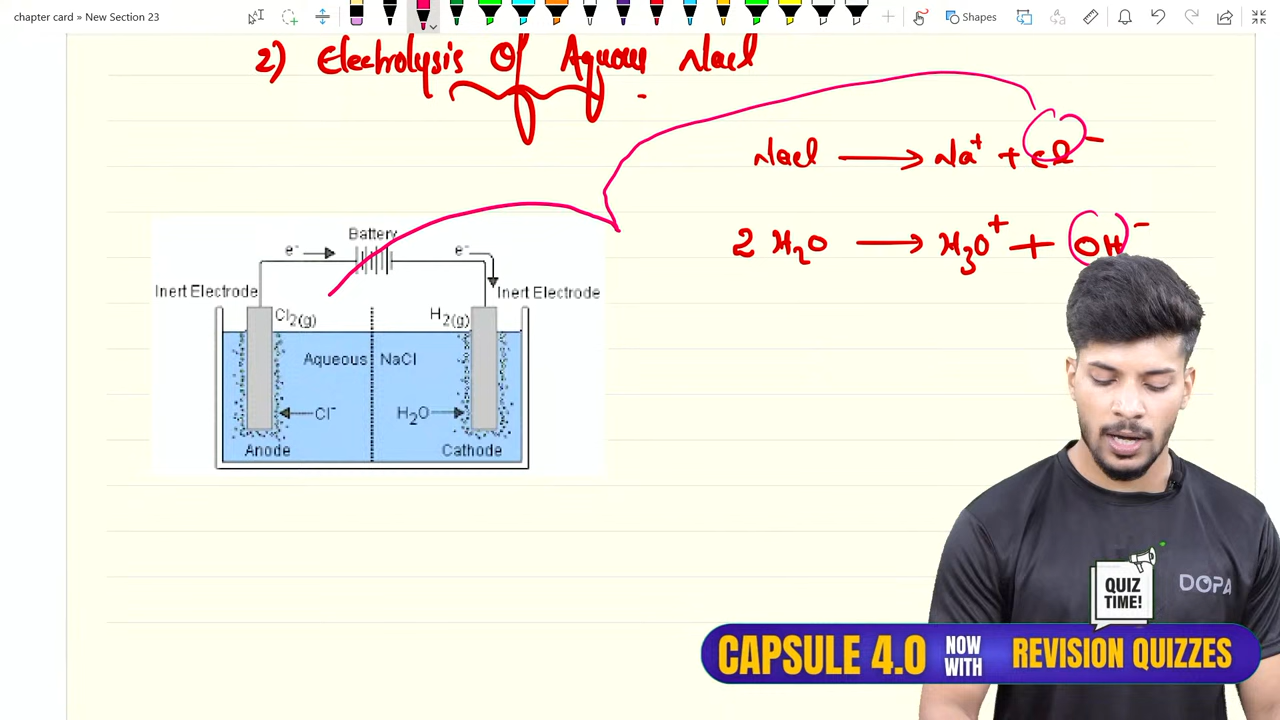 chapter card » New Section 23
Shapes
2) Electrolysis Of Aquous Nacl
Nacl → Na⁺ + cl⁻
2 H₂O → H₃O⁺ + OH⁻
Battery
e⁻ e⁻
Inert Electrode Inert Electrode
Cl₂(g) H₂(g)
Aqueous NaCl
Cl⁻ H₂O
Anode Cathode
QUIZ
TIME!
DOPA
CAPSULE 4.0 NOW WITH REVISION QUIZZES